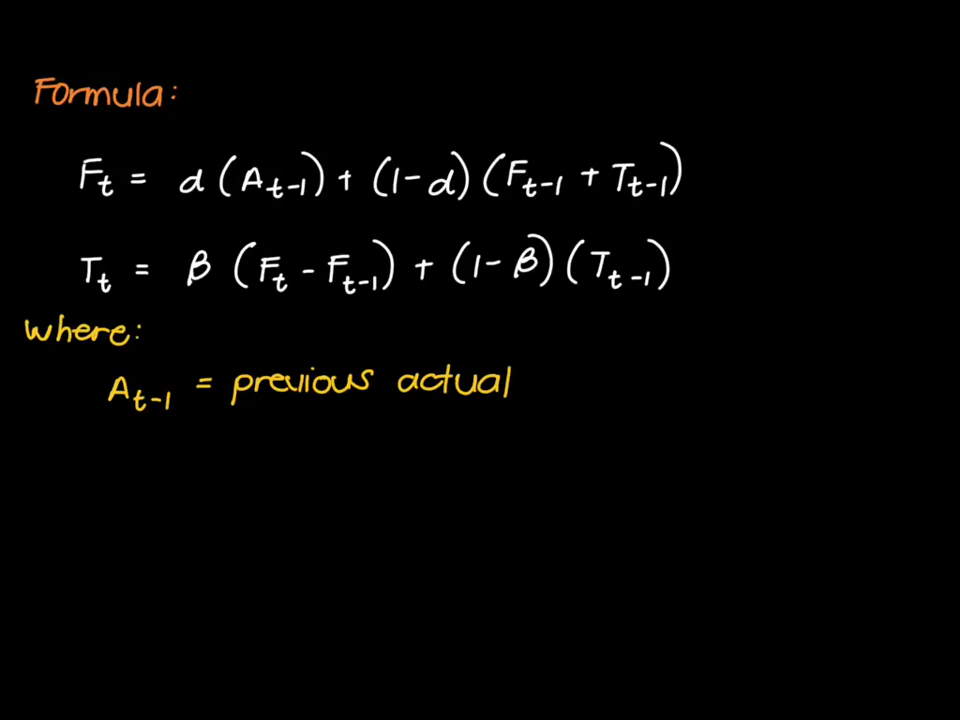 Formula:
Fₜ = α (Aₜ₋₁) + (1-α) (Fₜ₋₁ + Tₜ₋₁)
Tₜ = β (Fₜ - Fₜ₋₁) + (1-β) (Tₜ₋₁)
where:
Aₜ₋₁ = previous actual